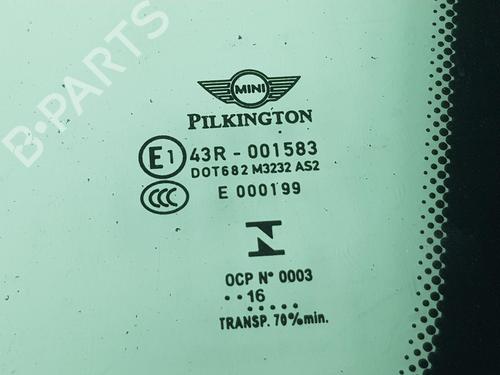 B-PARTS
MINI
PILKINGTON
E1 43R - 001583
DOT682 M3232 AS2
CCC E 000199
N
OCP N° 0003
··16
·····
TRANSP. 70% min.